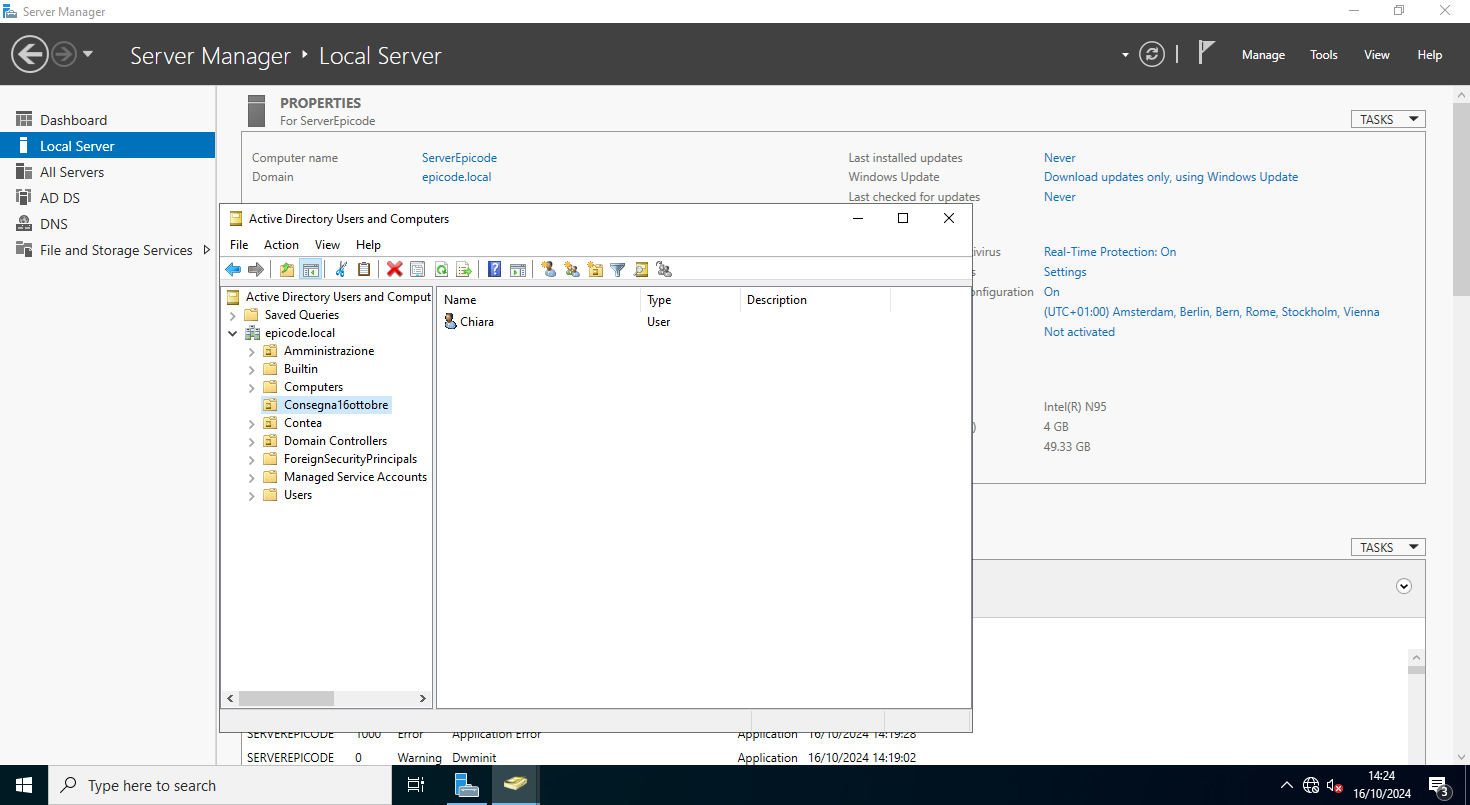 Server Manager
Server Manager ‣ Local Server
Manage Tools View Help
Dashboard
Local Server
All Servers
AD DS
DNS
File and Storage Services
PROPERTIES
For ServerEpicode
TASKS
Computer name ServerEpicode
Domain epicode.local
Last installed updates Never
Windows Update Download updates only, using Windows Update
Last checked for updates Never
Real-Time Protection: On
Settings
On
(UTC+01:00) Amsterdam, Berlin, Bern, Rome, Stockholm, Vienna
Not activated
Intel(R) N95
4 GB
49.33 GB
Active Directory Users and Computers
File Action View Help
Active Directory Users and Comput
Saved Queries
epicode.local
Amministrazione
Builtin
Computers
Consegna16ottobre
Contea
Domain Controllers
ForeignSecurityPrincipals
Managed Service Accounts
Users
Name Type Description
Chiara User
TASKS
SERVEREPICODE 1000 Error Application Error Application 16/10/2024 14:19:28
SERVEREPICODE 0 Warning Dwminit Application 16/10/2024 14:19:02
Type here to search
14:24
16/10/2024
3